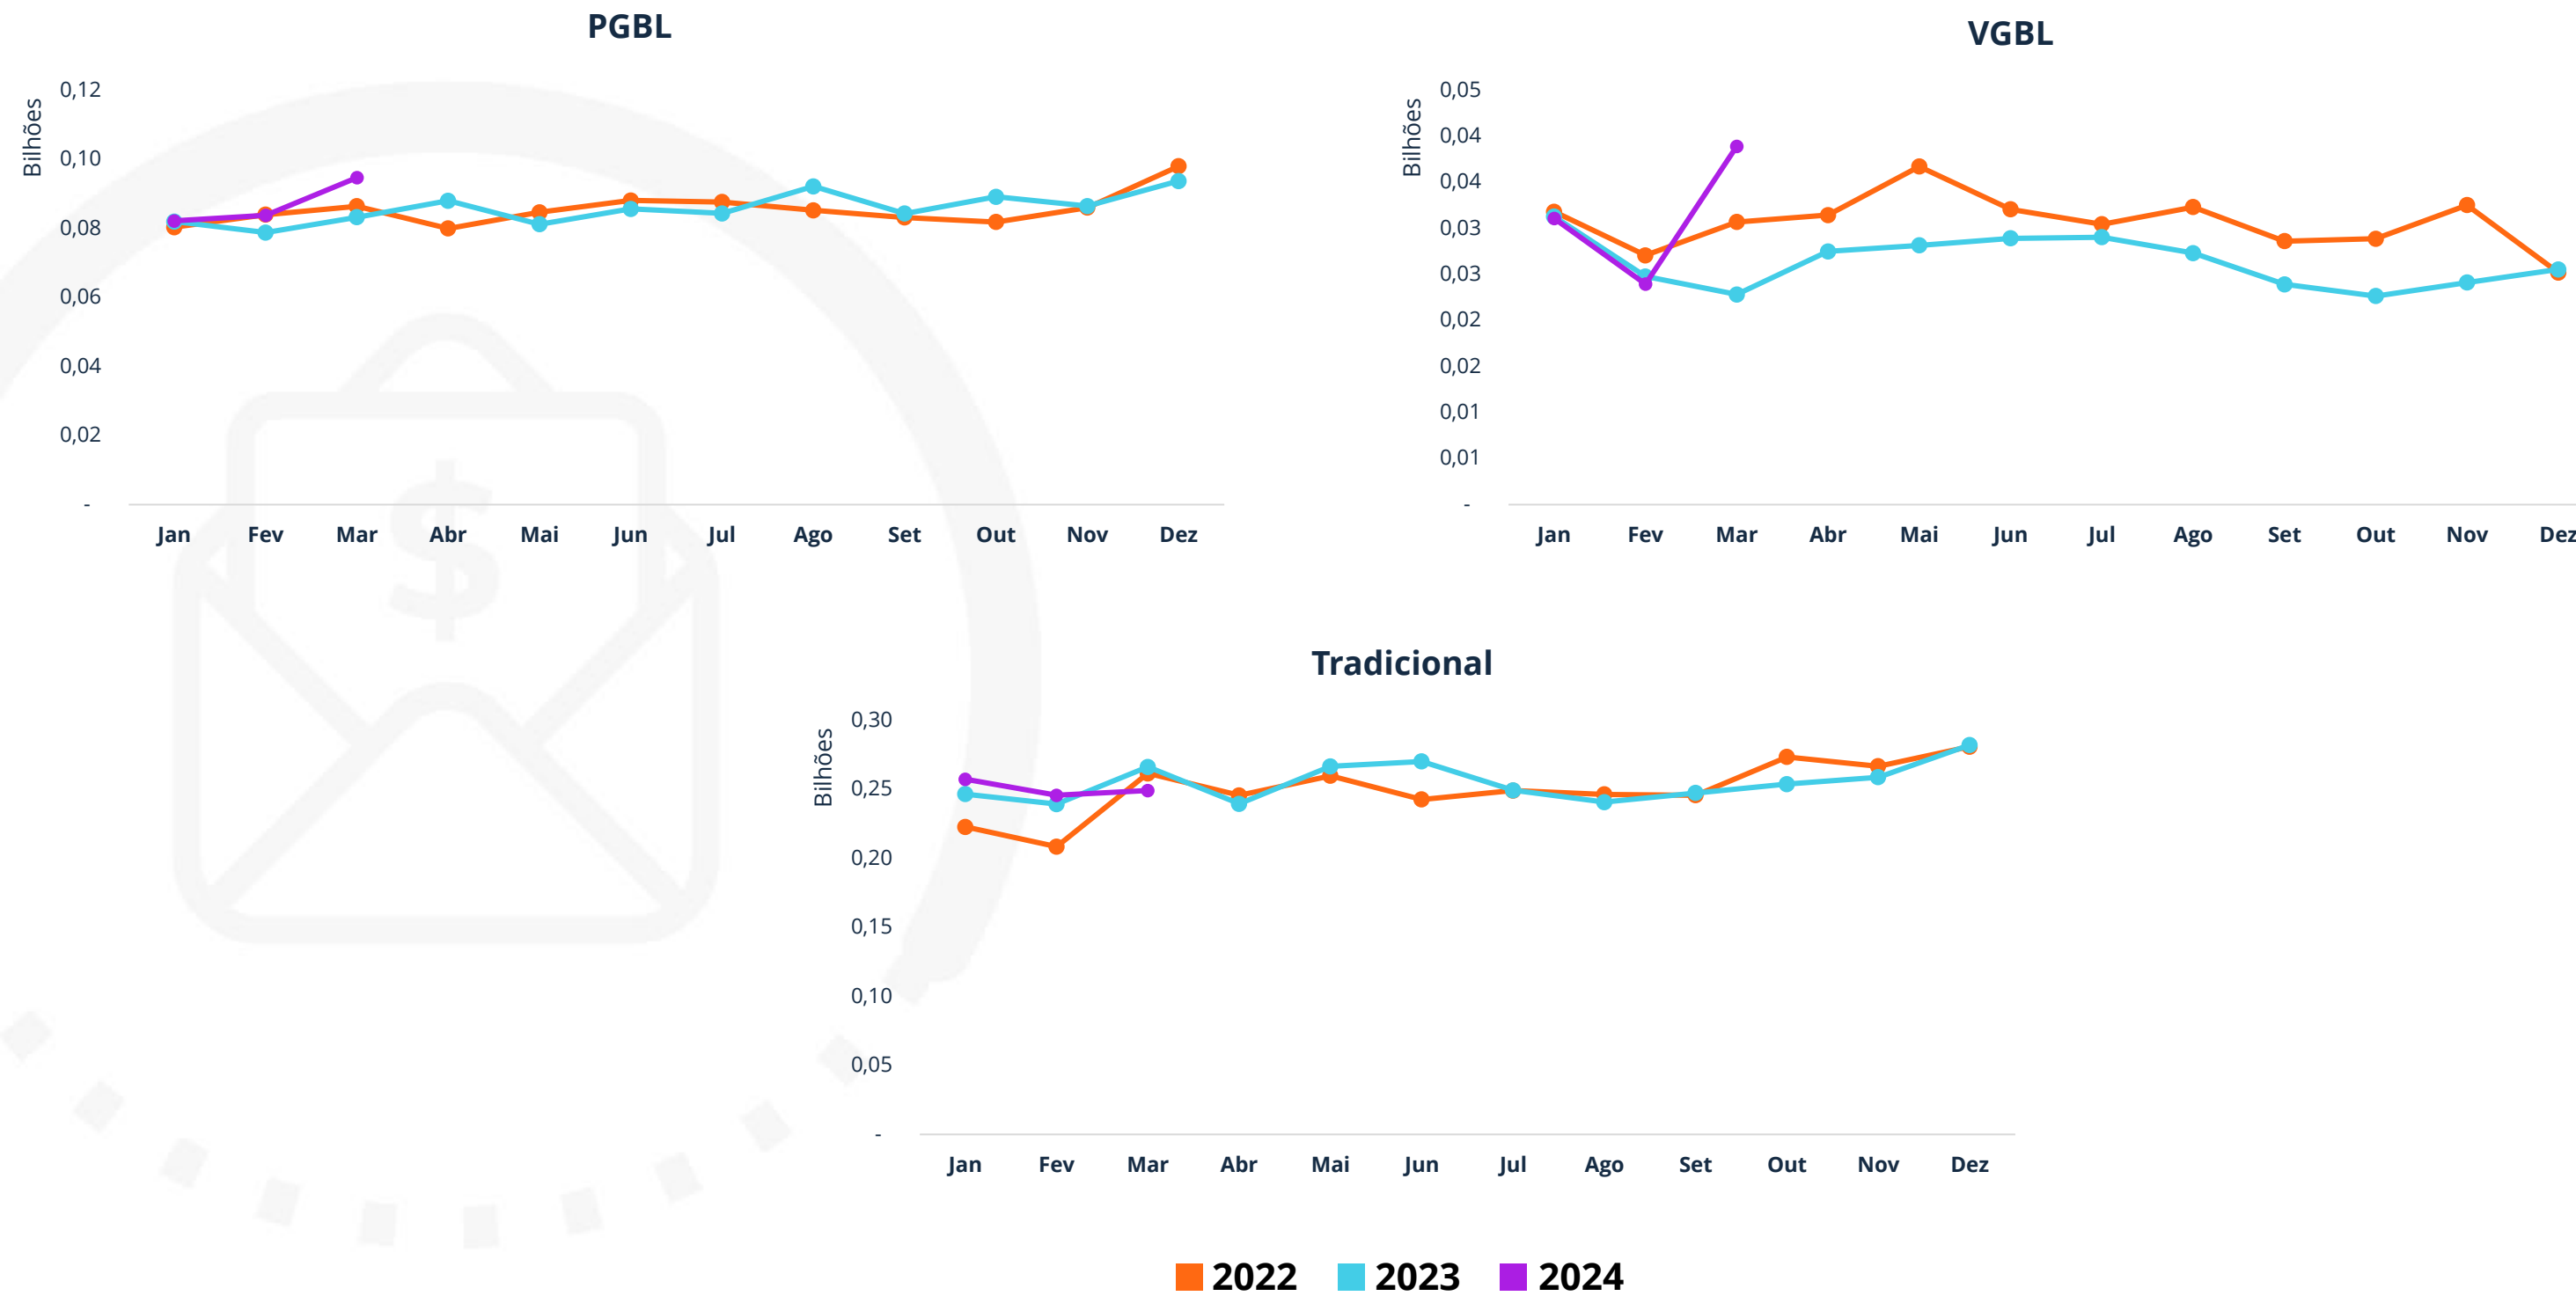 PGBL
Bilhões
0,12
0,10
0,08
0,06
0,04
0,02
-
Jan Fev Mar Abr Mai Jun Jul Ago Set Out Nov Dez
VGBL
Bilhões
0,05
0,04
0,04
0,03
0,03
0,02
0,02
0,01
0,01
-
Jan Fev Mar Abr Mai Jun Jul Ago Set Out Nov Dez
Tradicional
Bilhões
0,30
0,25
0,20
0,15
0,10
0,05
-
Jan Fev Mar Abr Mai Jun Jul Ago Set Out Nov Dez
2022 2023 2024
$